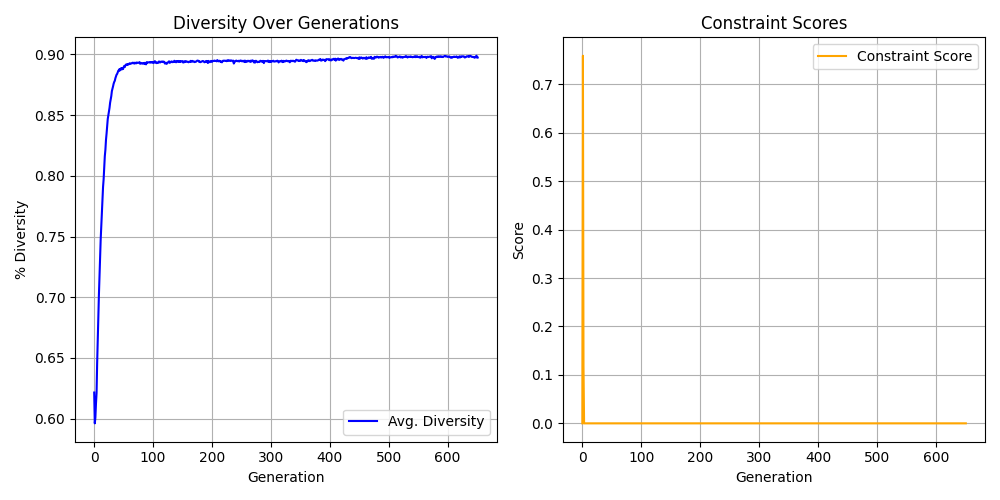 Diversity Over Generations
% Diversity
0.90
0.85
0.80
0.75
0.70
0.65
0.60
0 100 200 300 400 500 600
Generation
Avg. Diversity
Constraint Scores
Score
0.7
0.6
0.5
0.4
0.3
0.2
0.1
0.0
0 100 200 300 400 500 600
Generation
Constraint Score